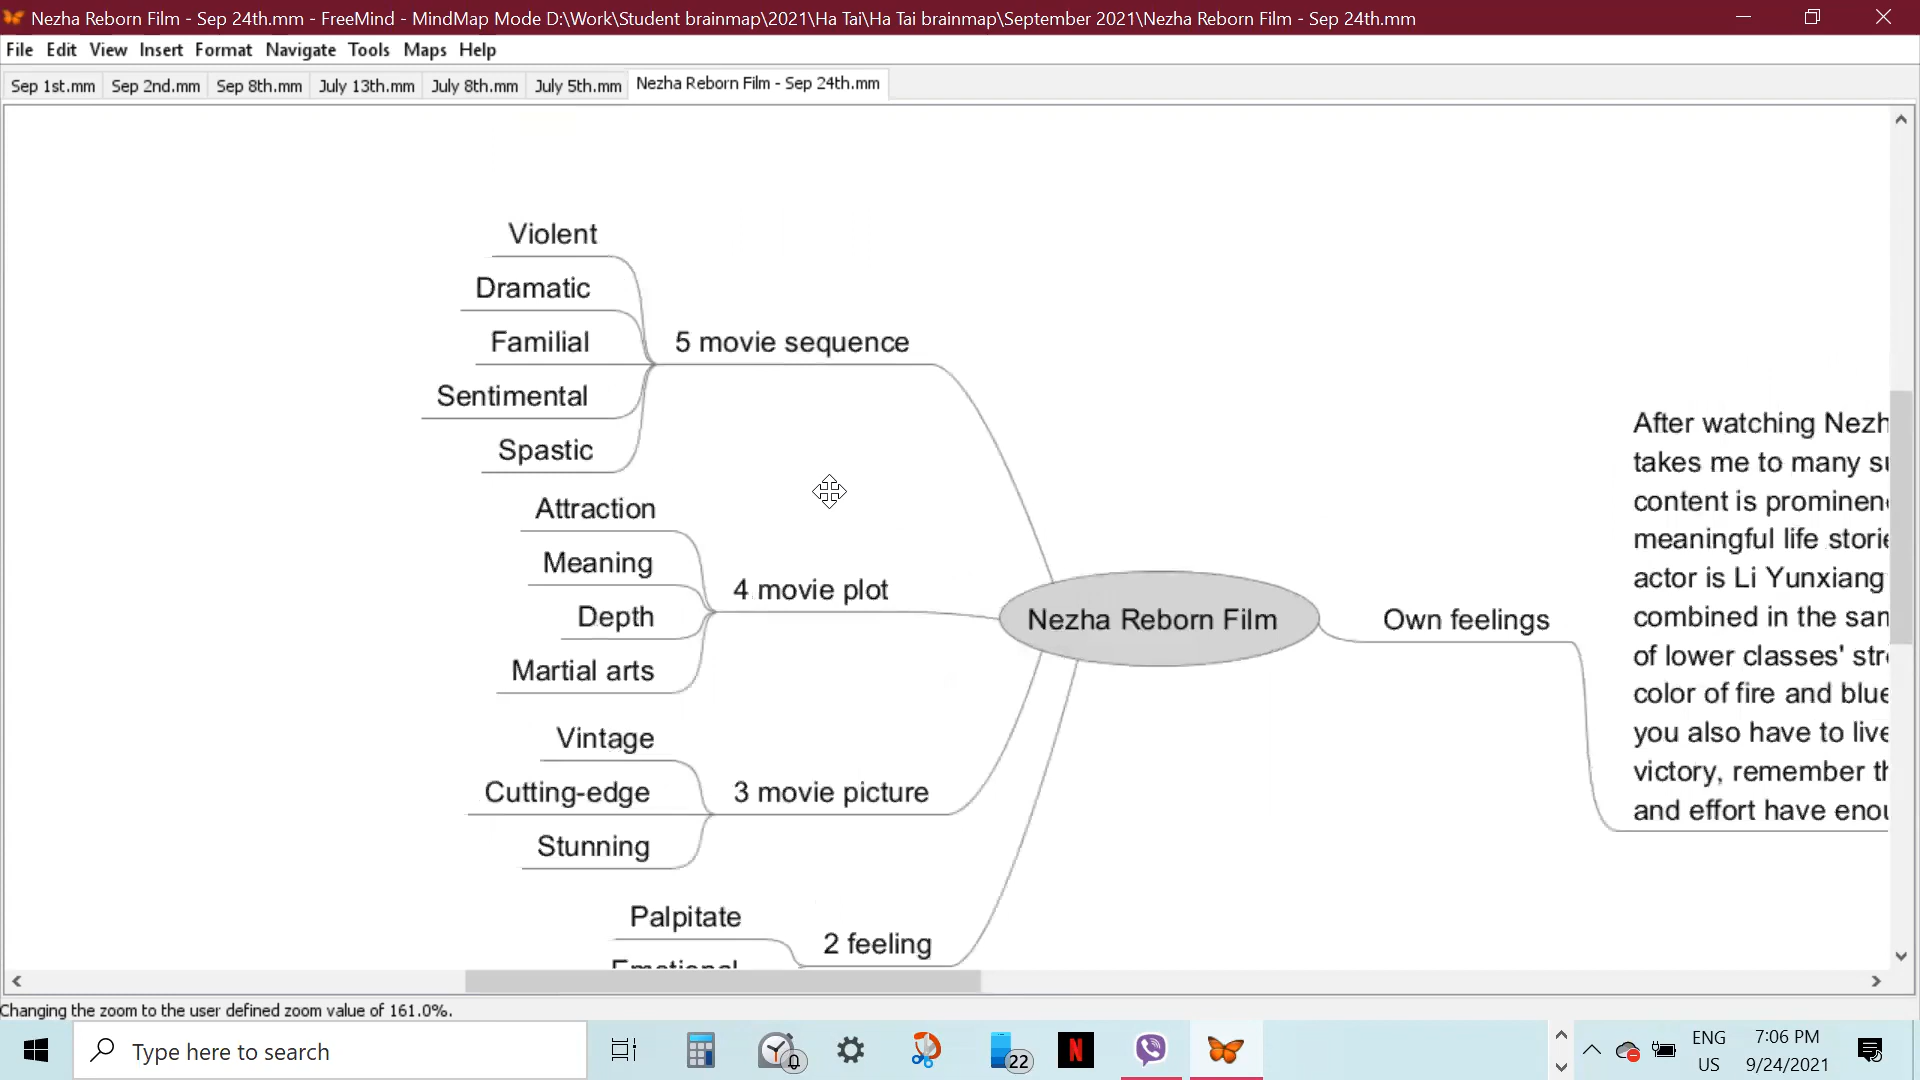 Nezha Reborn Film - Sep 24th.mm - FreeMind - MindMap Mode D:\Work\Student brainmap\2021\Ha Tai\Ha Tai brainmap\September 2021\Nezha Reborn Film - Sep 24th.mm
File Edit View Insert Format Navigate Tools Maps Help
Sep 1st.mm Sep 2nd.mm Sep 8th.mm July 13th.mm July 8th.mm July 5th.mm Nezha Reborn Film - Sep 24th.mm
Violent
Dramatic
Familial
Sentimental
Spastic
5 movie sequence
Attraction
Meaning
Depth
Martial arts
4 movie plot
Vintage
Cutting-edge
Stunning
3 movie picture
Palpitate
Emotional
2 feeling
Nezha Reborn Film
Own feelings
After watching Nezh
takes me to many
content is prominen
meaningful life stori
actor is Li Yunxiang
combined in the
of lower classes' str
color of fire and blue
you also have to live
victory, remember
and effort have
Changing the zoom to the user defined zoom value of 161.0%.
Type here to search
22
N
ENG
US
7:06 PM
9/24/2021